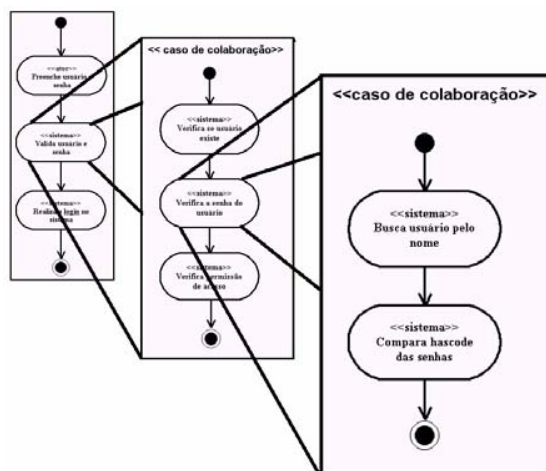 <<ator>>
Preenche usuário
senha
<<sistema>>
Valida usuário e
senha
<<sistema>>
Realiza login no
sistema
<< caso de colaboração>>
<<sistema>>
Verifica se usuário
existe
<<sistema>>
Verifica a senha do
usuário
<<sistema>>
Verifica permissão
de acesso
<<caso de colaboração>>
<<sistema>>
Busca usuário pelo
nome
<<sistema>>
Compara hascode
das senhas